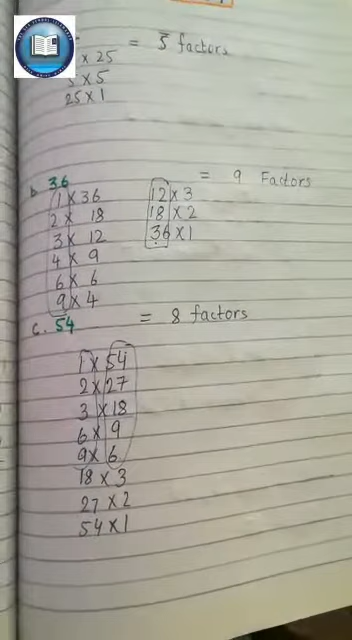 x 25 = 3 factors
5 x 5
25 x 1
b 36 = 9 Factors
1 x 36 12 x 3
2 x 18 18 x 2
3 x 12 36 x 1
4 x 9
6 x 6
9 x 4
c. 54 = 8 factors
1 x 54
2 x 27
3 x 18
6 x 9
9 x 6
18 x 3
27 x 2
54 x 1